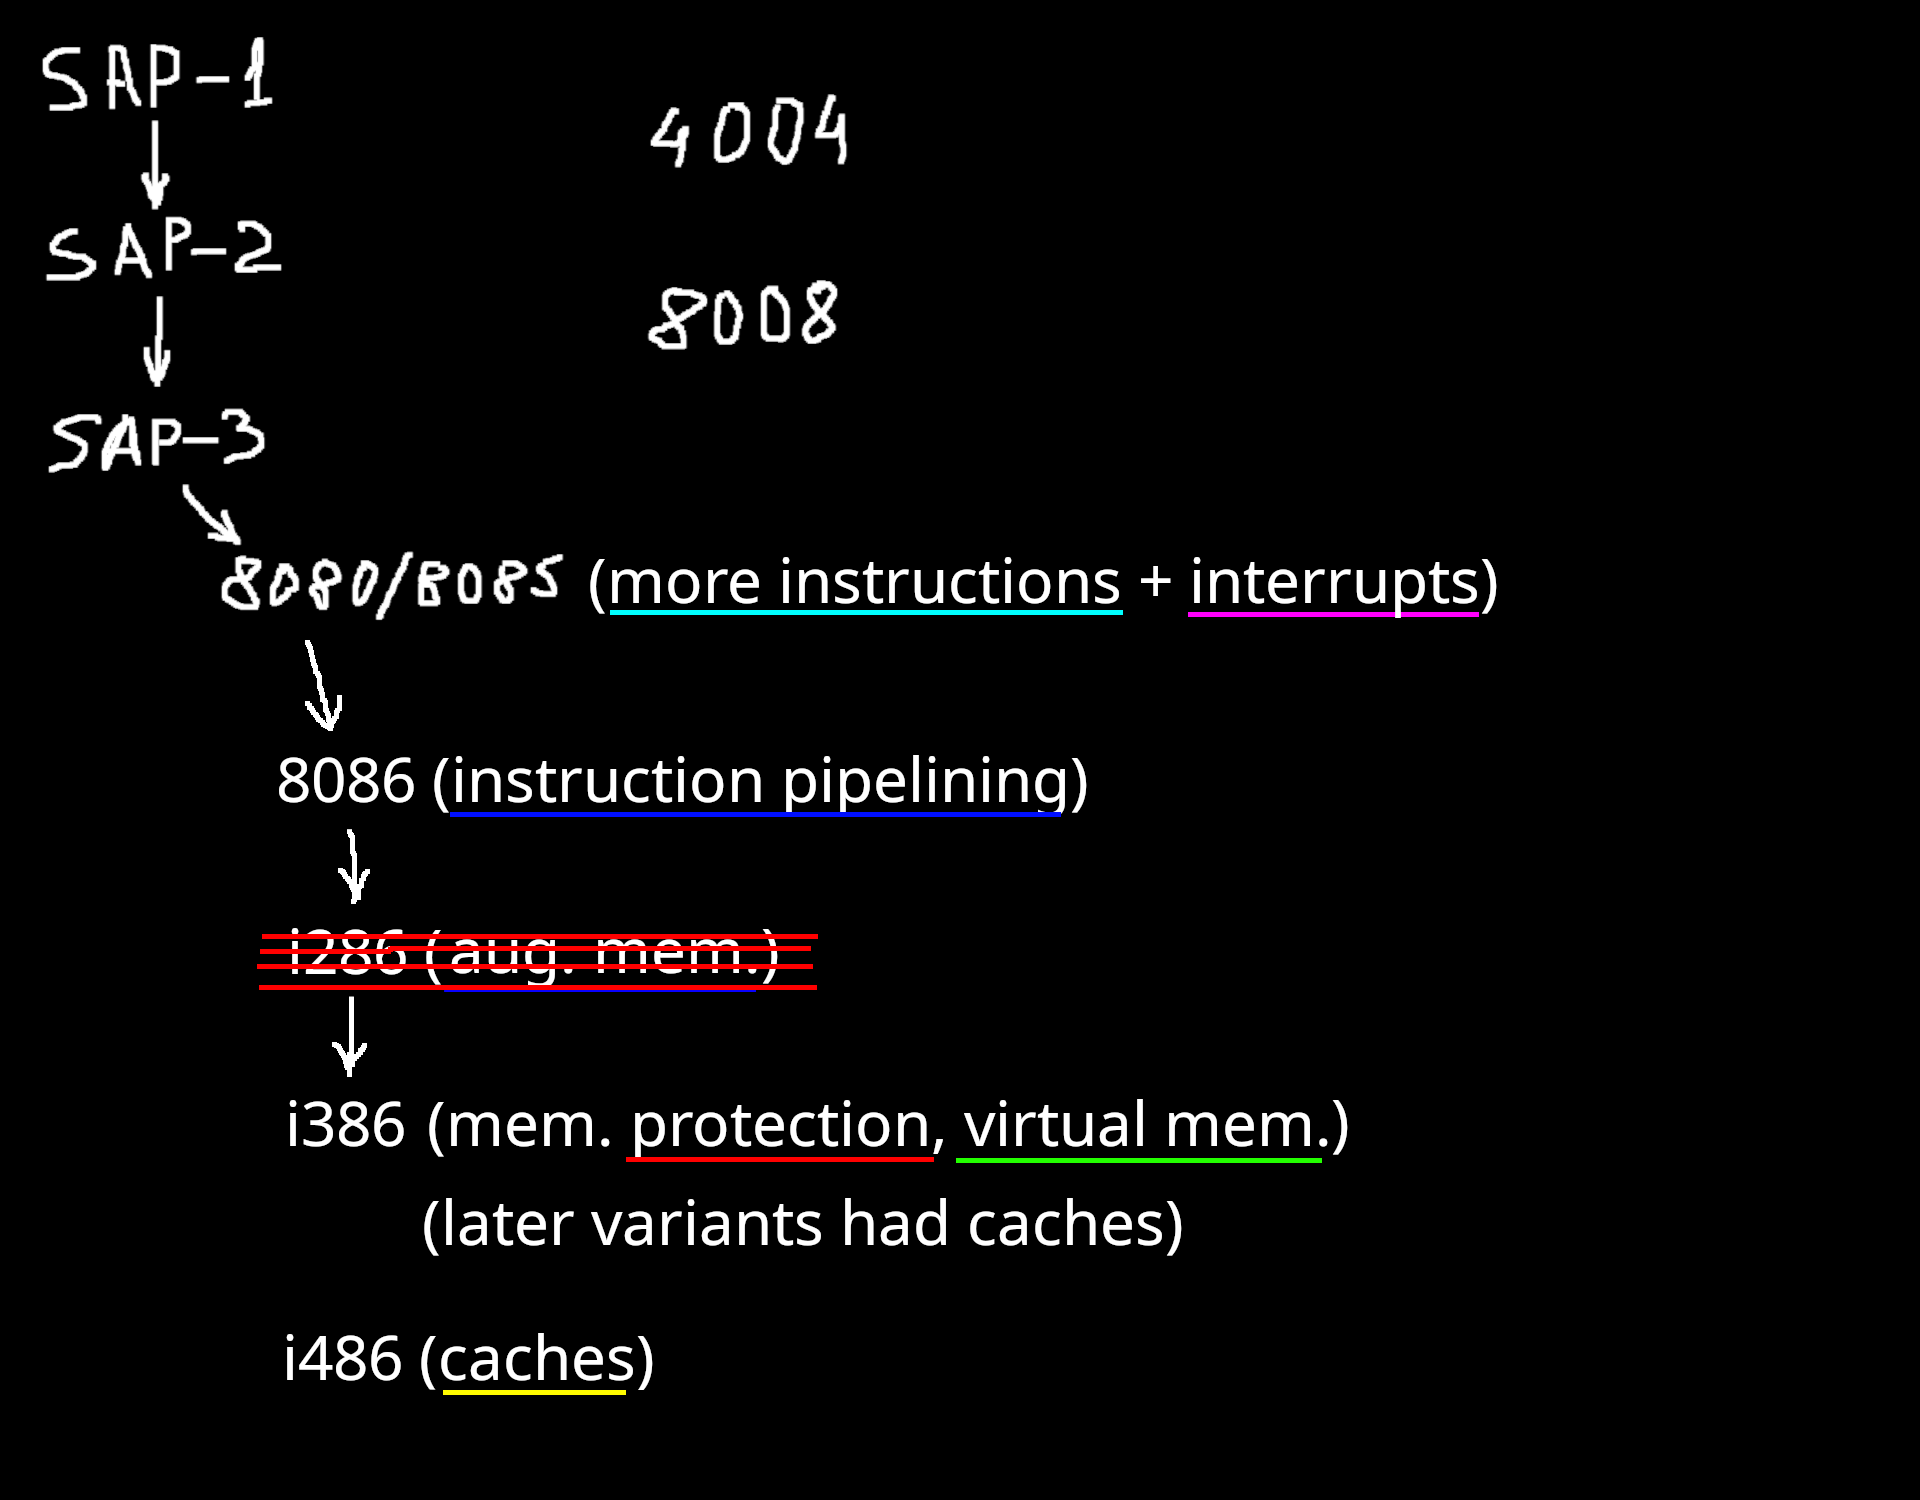 SAP-1
4004
SAP-2
8008
SAP-3
8080/8085 (more instructions + interrupts)
8086 (instruction pipelining)
i286 (aug. mem.)
i386 (mem. protection, virtual mem.)
(later variants had caches)
i486 (caches)